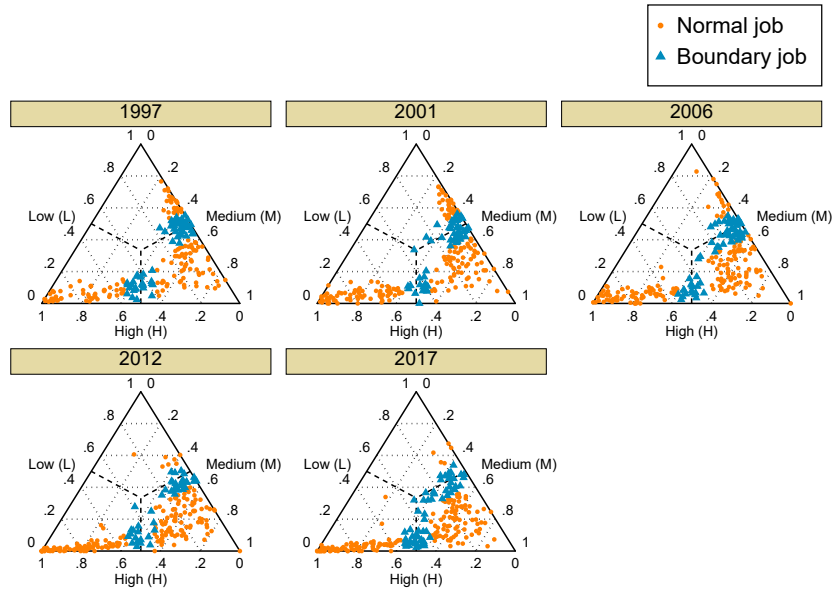 Normal job
Boundary job
1997
2001
2006
1 0
1 0
1 0
.8 .2
.8 .2
.8 .2
.6 .4
.6 .4
.6 .4
Low (L) Medium (M)
Low (L) Medium (M)
Low (L) Medium (M)
.4 .6
.4 .6
.4 .6
.2 .8
.2 .8
.2 .8
0 1
0 1
0 1
1 .8 .6 .4 .2 0
1 .8 .6 .4 .2 0
1 .8 .6 .4 .2 0
High (H)
High (H)
High (H)
2012
2017
1 0
1 0
.8 .2
.8 .2
.6 .4
.6 .4
Low (L) Medium (M)
Low (L) Medium (M)
.4 .6
.4 .6
.2 .8
.2 .8
0 1
0 1
1 .8 .6 .4 .2 0
1 .8 .6 .4 .2 0
High (H)
High (H)